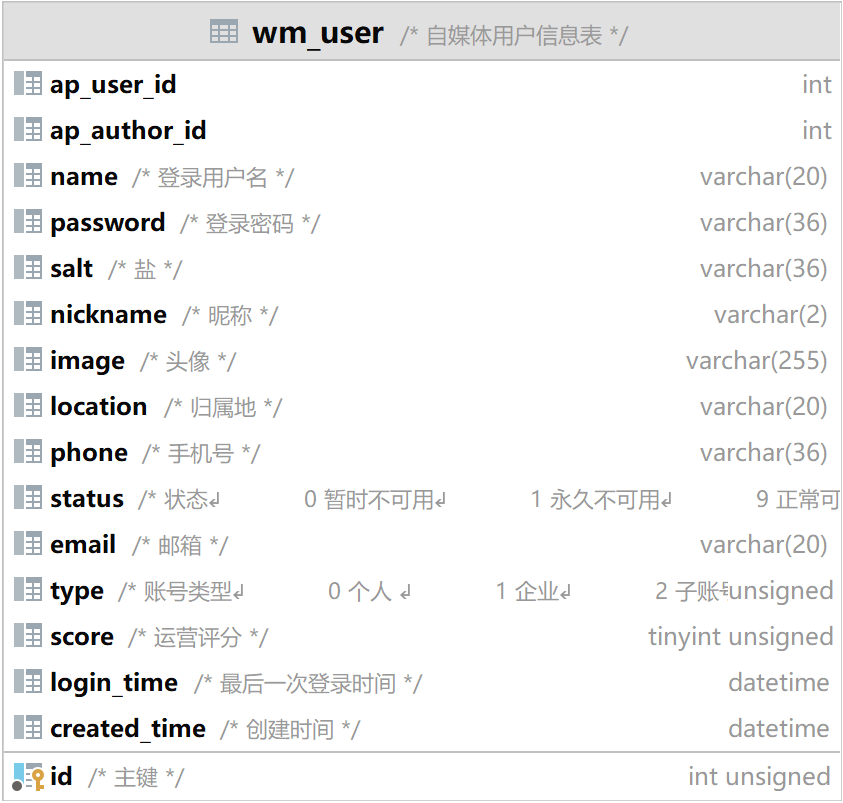 wm_user /* 自媒体用户信息表 */
ap_user_id int
ap_author_id int
name /* 登录用户名 */ varchar(20)
password /* 登录密码 */ varchar(36)
salt /* 盐 */ varchar(36)
nickname /* 昵称 */ varchar(2)
image /* 头像 */ varchar(255)
location /* 归属地 */ varchar(20)
phone /* 手机号 */ varchar(36)
status /* 状态↲ 0 暂时不可用↲ 1 永久不可用↲ 9 正常可
email /* 邮箱 */ varchar(20)
type /* 账号类型↲ 0 个人 ↲ 1 企业↲ 2 子账号unsigned
score /* 运营评分 */ tinyint unsigned
login_time /* 最后一次登录时间 */ datetime
created_time /* 创建时间 */ datetime
id /* 主键 */ int unsigned